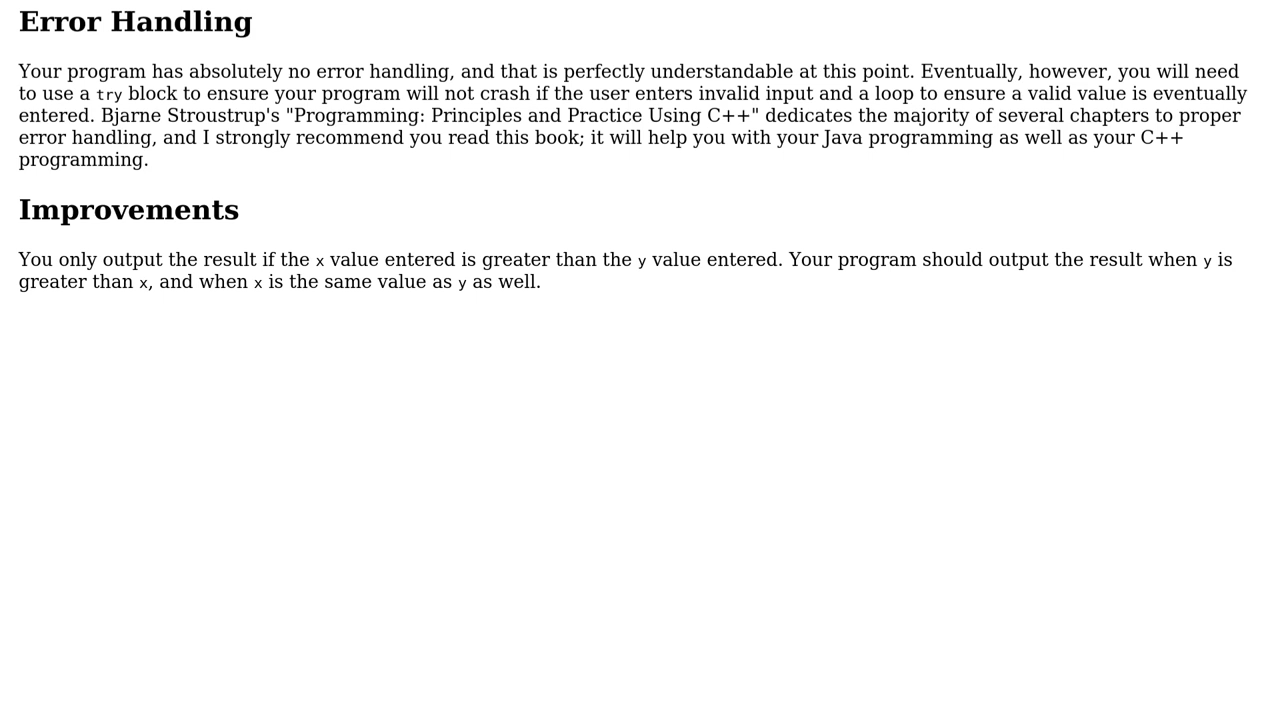 Error Handling
Your program has absolutely no error handling, and that is perfectly understandable at this point. Eventually, however, you will need
to use a try block to ensure your program will not crash if the user enters invalid input and a loop to ensure a valid value is eventually
entered. Bjarne Stroustrup's "Programming: Principles and Practice Using C++" dedicates the majority of several chapters to proper
error handling, and I strongly recommend you read this book; it will help you with your Java programming as well as your C++
programming.
Improvements
You only output the result if the x value entered is greater than the y value entered. Your program should output the result when y is
greater than x, and when x is the same value as y as well.